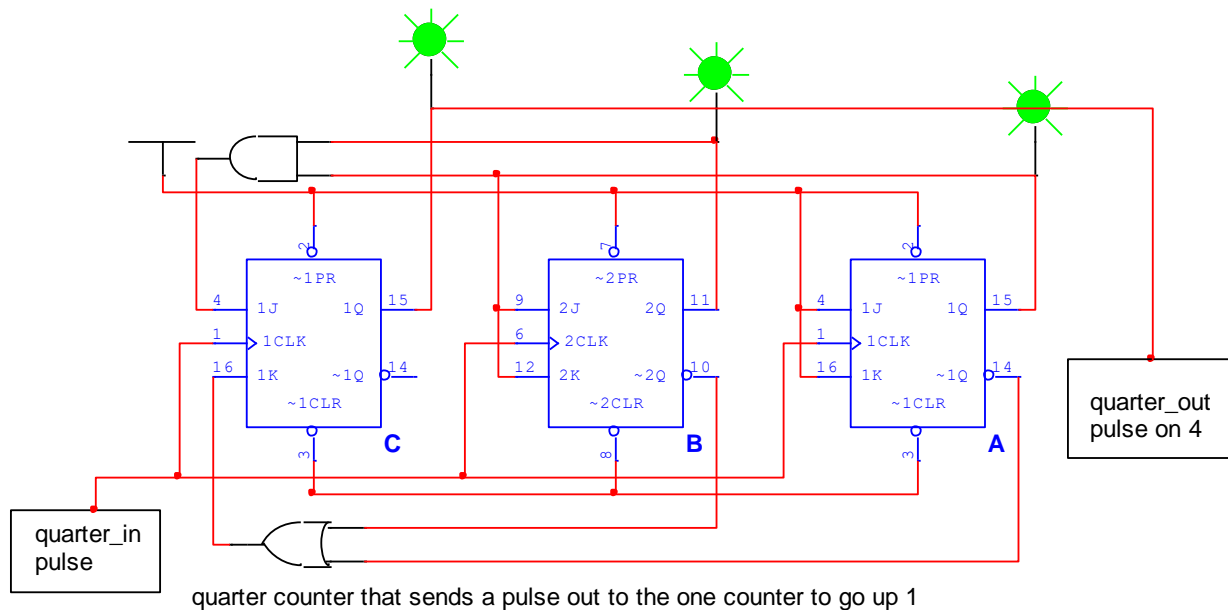 2 7 2
~1PR ~2PR ~1PR
4 1J 1Q 15 9 2J 2Q 11 4 1J 1Q 15
1 1CLK 6 2CLK 1 1CLK
16 1K ~1Q 14 12 2K ~2Q 10 16 1K ~1Q 14
~1CLR ~2CLR ~1CLR
3 C 8 B 3 A
quarter_out
pulse on 4
quarter_in
pulse
quarter counter that sends a pulse out to the one counter to go up 1